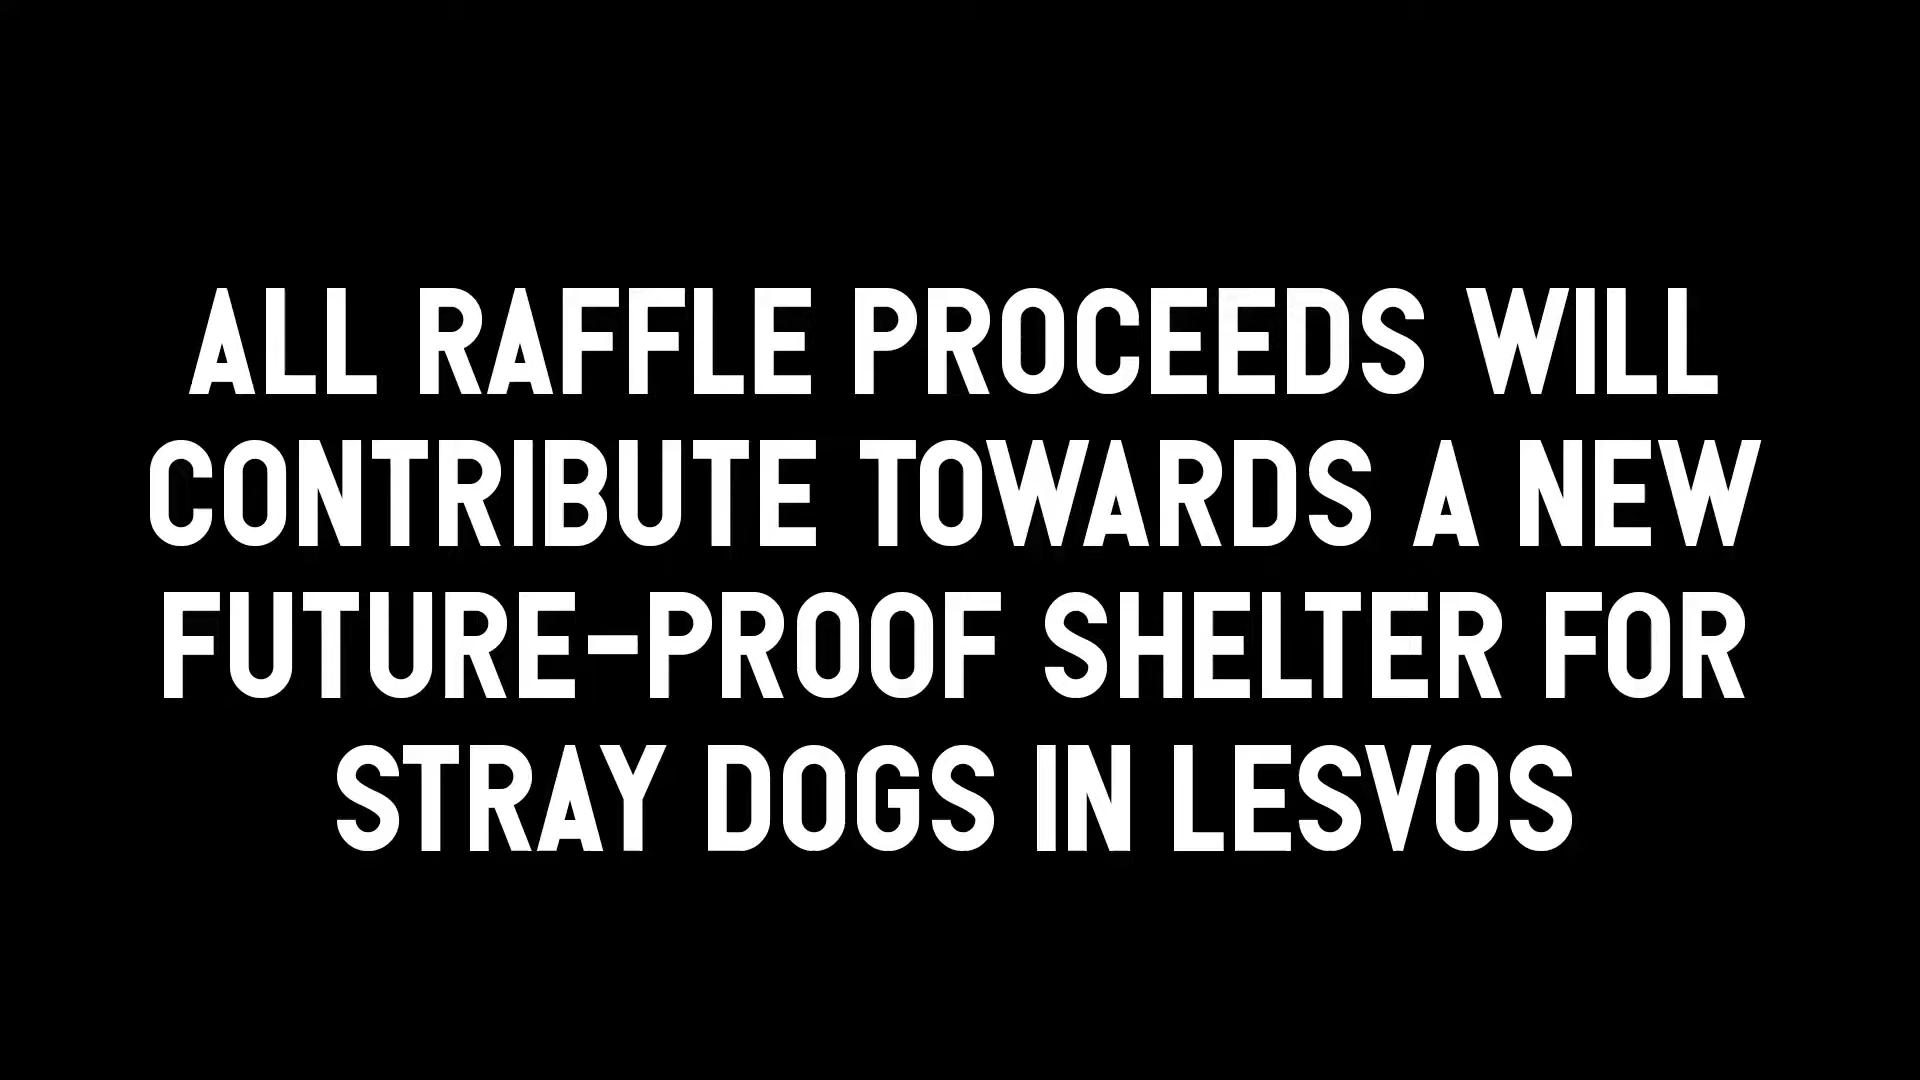 ALL RAFFLE PROCEEDS WILL
CONTRIBUTE TOWARDS A NEW
FUTURE-PROOF SHELTER FOR
STRAY DOGS IN LESVOS